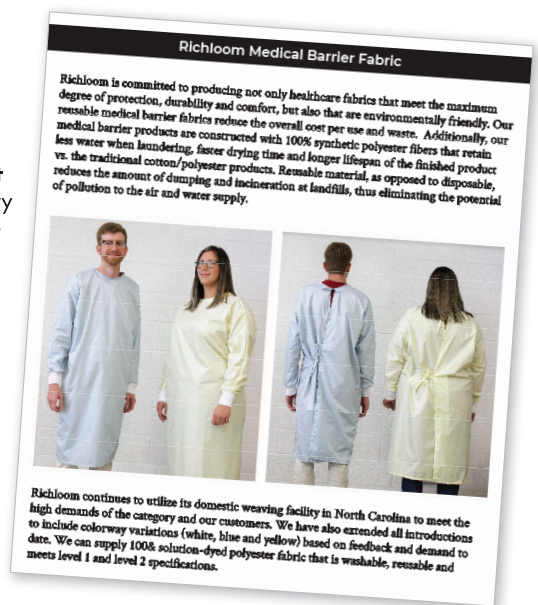 Richloom Medical Barrier Fabric
Richloom is committed to producing not only healthcare fabrics that meet the maximum
degree of protection, durability and comfort, but also that are environmentally friendly. Our
reusable medical barrier fabrics reduce the overall cost per use and waste. Additionally, our
medical barrier products are constructed with 100% synthetic polyester fibers that retain
less water when laundering, faster drying time and longer lifespan of the finished product
vs. the traditional cotton/polyester products. Reusable material, as opposed to disposable,
reduces the amount of dumping and incineration at landfills, thus eliminating the potential
of pollution to the air and water supply.
Richloom continues to utilize its domestic weaving facility in North Carolina to meet the
high demands of the category and our customers. We have also extended all introductions
to include colorway variations (white, blue and yellow) based on feedback and demand to
date. We can supply 100& solution-dyed polyester fabric that is washable, reusable and
meets level 1 and level 2 specifications.